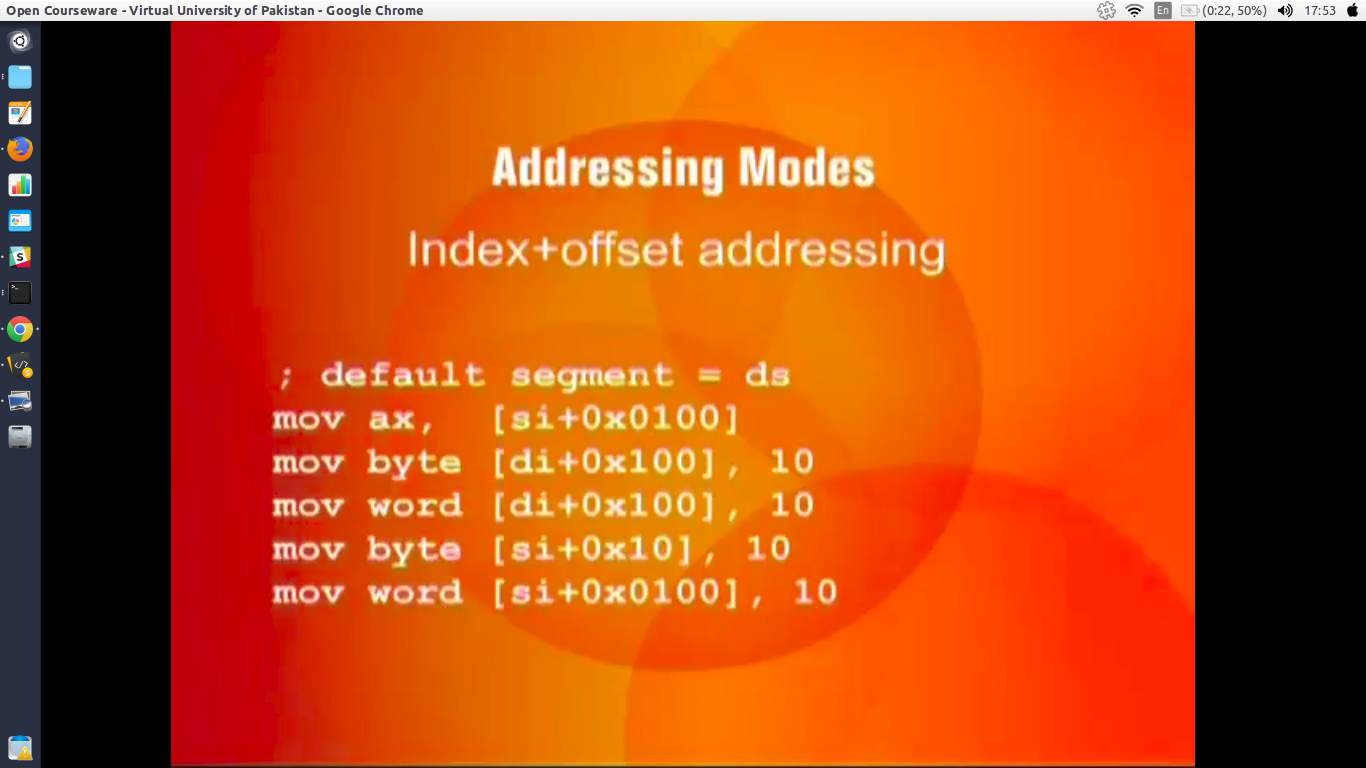 Open Courseware - Virtual University of Pakistan - Google Chrome
En (0:22, 50%) 17:53
Addressing Modes
Index+offset addressing
; default segment = ds
mov ax, [si+0x0100]
mov byte [di+0x100], 10
mov word [di+0x100], 10
mov byte [si+0x10], 10
mov word [si+0x0100], 10